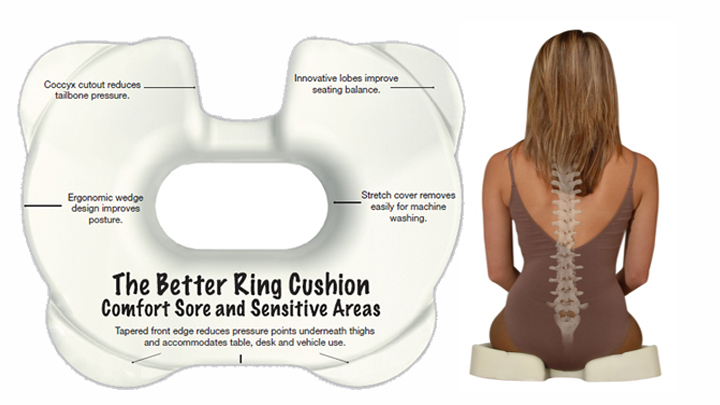 Coccyx cutout reduces
tailbone pressure.
Innovative lobes improve
seating balance.
Ergonomic wedge
design improves
posture.
Stretch cover removes
easily for machine
washing.
The Better Ring Cushion
Comfort Sore and Sensitive Areas
Tapered front edge reduces pressure points underneath thighs
and accommodates table, desk and vehicle use.